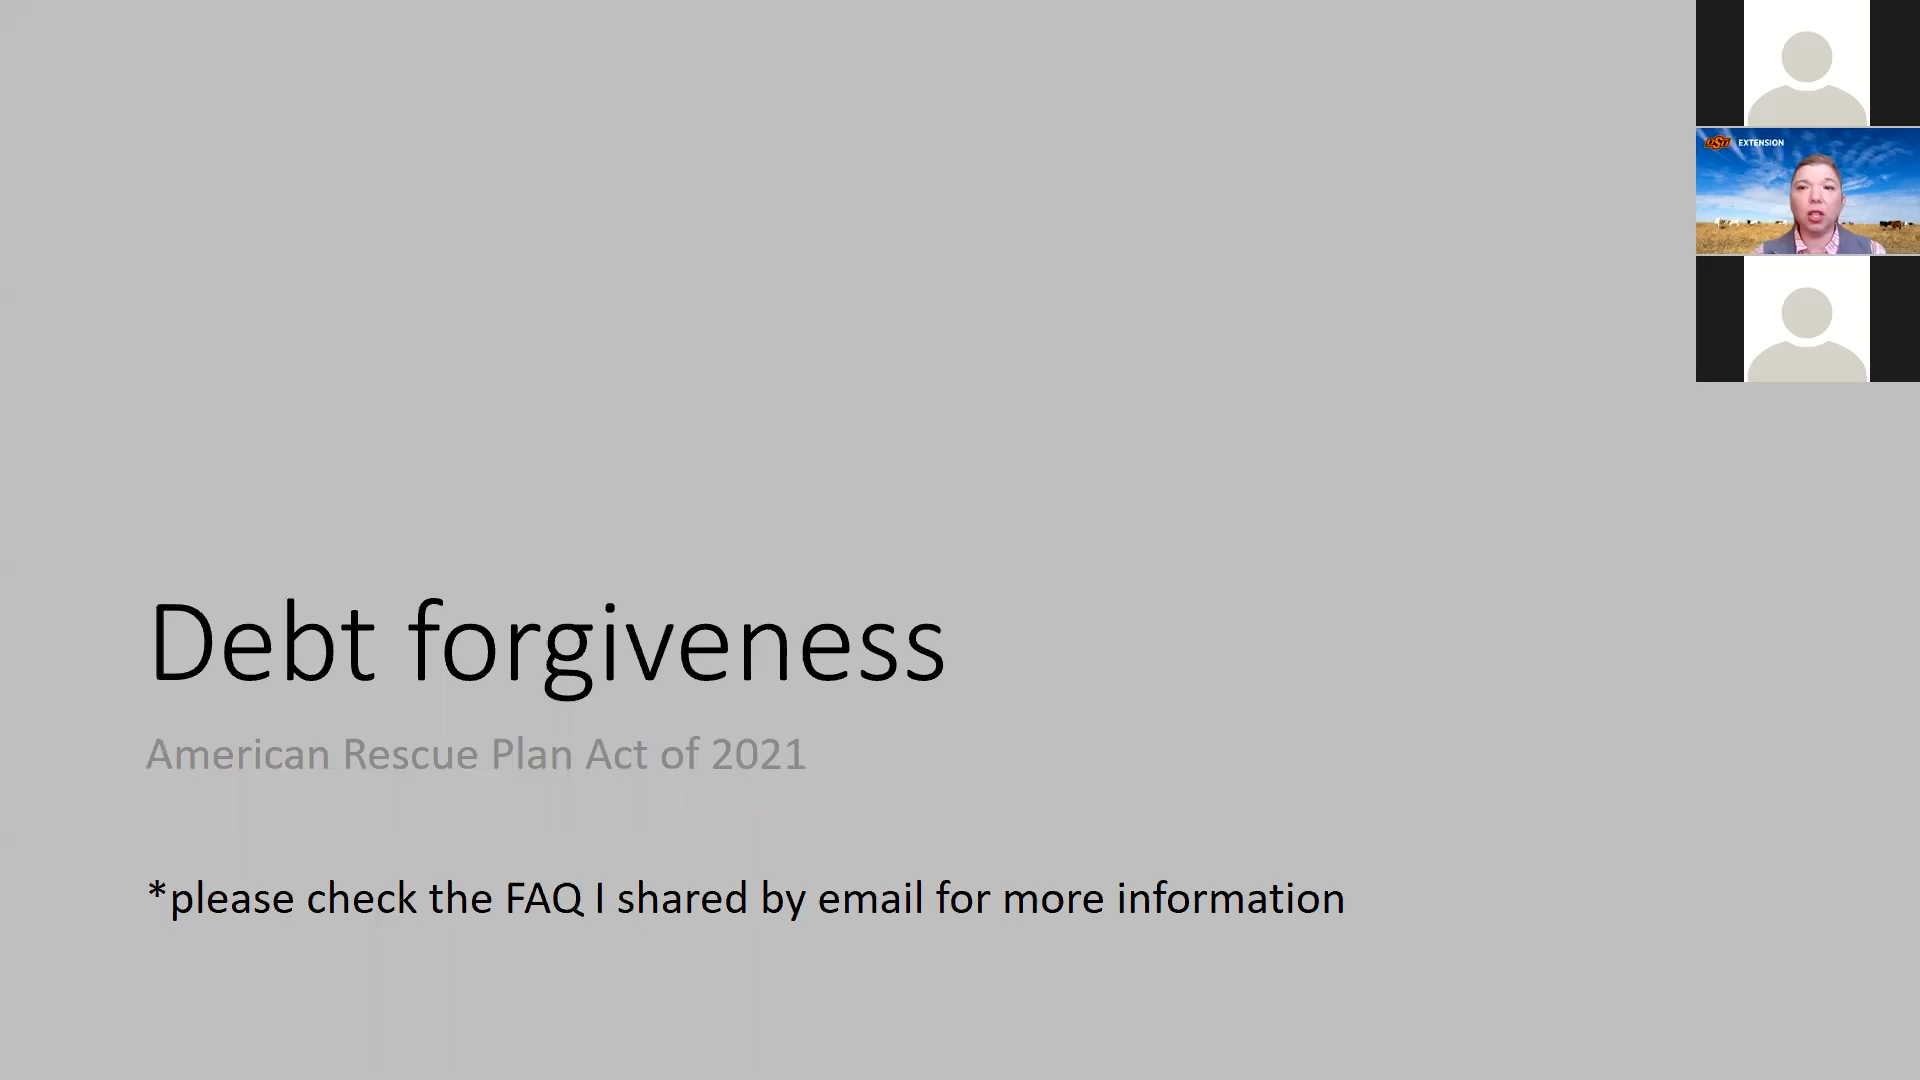 OSU EXTENSION
Debt forgiveness
American Rescue Plan Act of 2021
*please check the FAQ I shared by email for more information